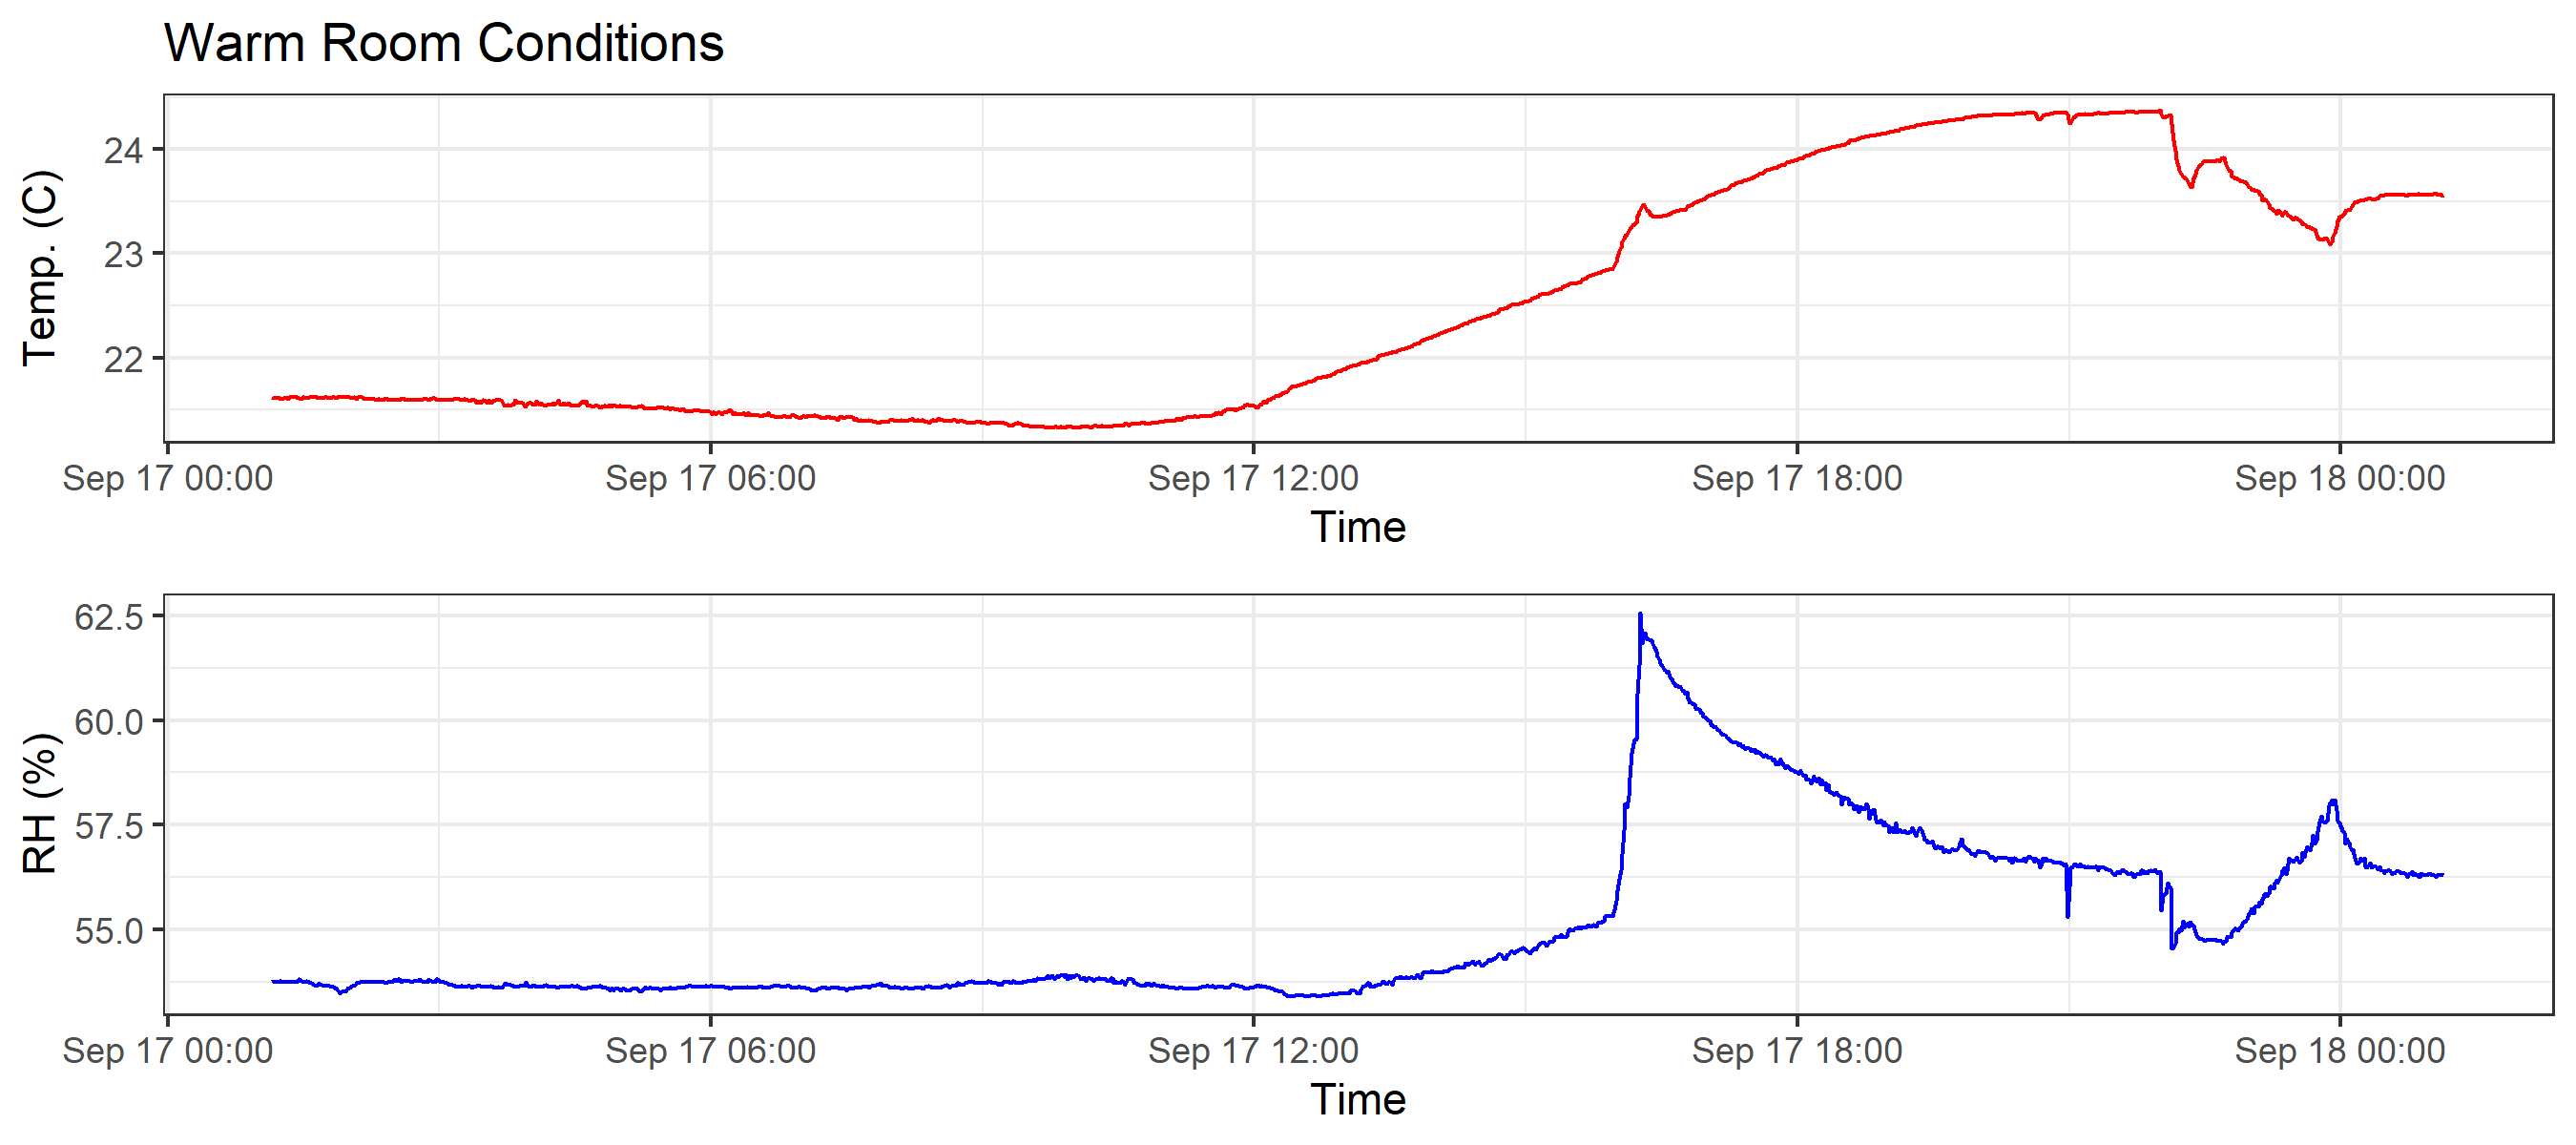 Warm Room Conditions
Temp. (C)
24
23
22
Sep 17 00:00 Sep 17 06:00 Sep 17 12:00 Sep 17 18:00 Sep 18 00:00
Time
RH (%)
62.5
60.0
57.5
55.0
Sep 17 00:00 Sep 17 06:00 Sep 17 12:00 Sep 17 18:00 Sep 18 00:00
Time